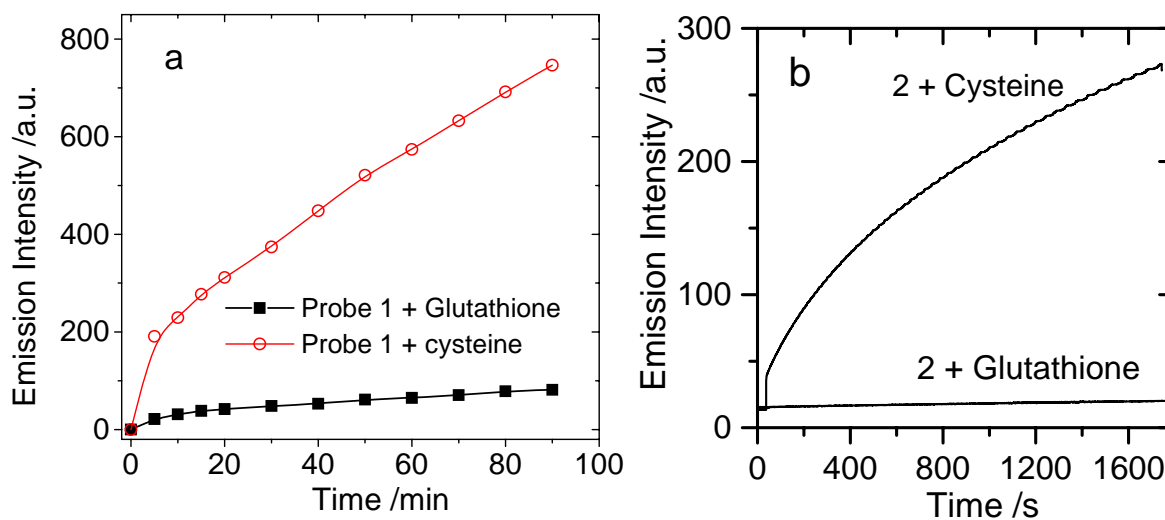 a
800
600
400
200
0
Emission Intensity /a.u.
Probe 1 + Glutathione
Probe 1 + cysteine
0 20 40 60 80 100
Time /min
b
300
200
100
0
Emission Intensity /a.u.
2 + Cysteine
2 + Glutathione
0 400 800 1200 1600
Time /s